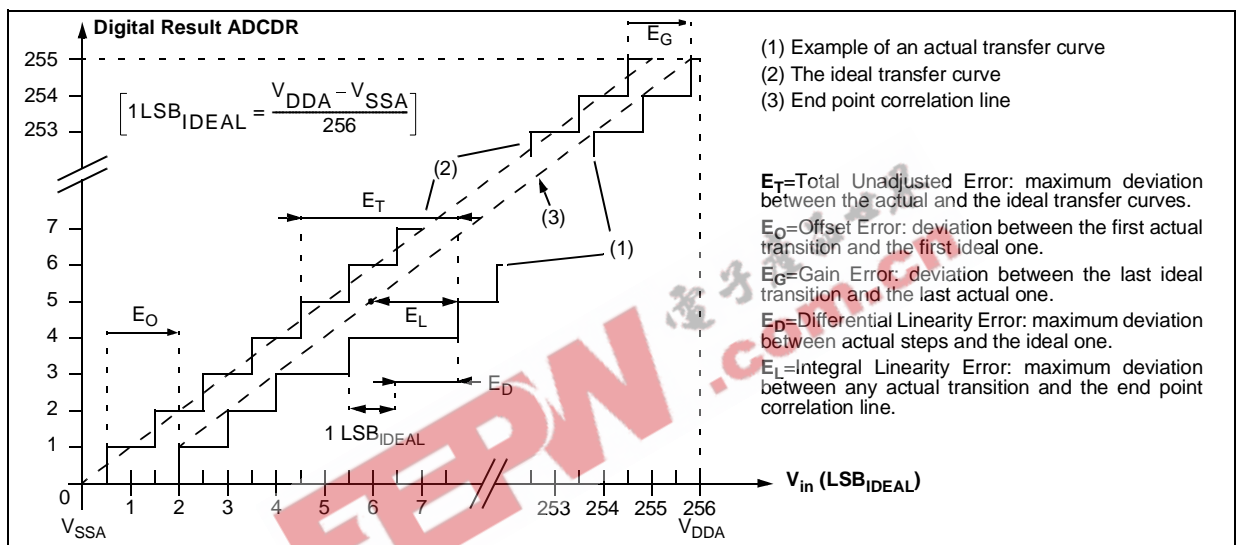 Digital Result ADCDR
E_G
(1) Example of an actual transfer curve
(2) The ideal transfer curve
(3) End point correlation line
255
254
253
[1LSB_IDEAL = (V_DDA – V_SSA) / 256]
(2)
E_T
(3)
(1)
7
6
5
4
3
2
1
0
E_O
E_L
E_D
1 LSB_IDEAL
E_T=Total Unadjusted Error: maximum deviation
between the actual and the ideal transfer curves.
E_O=Offset Error: deviation between the first actual
transition and the first ideal one.
E_G=Gain Error: deviation between the last ideal
transition and the last actual one.
E_D=Differential Linearity Error: maximum deviation
between actual steps and the ideal one.
E_L=Integral Linearity Error: maximum deviation
between any actual transition and the end point
correlation line.
1 2 3 4 5 6 7 253 254 255 256
V_in (LSB_IDEAL)
V_SSA
V_DDA
EEPW
.com.cn
電子產品世界